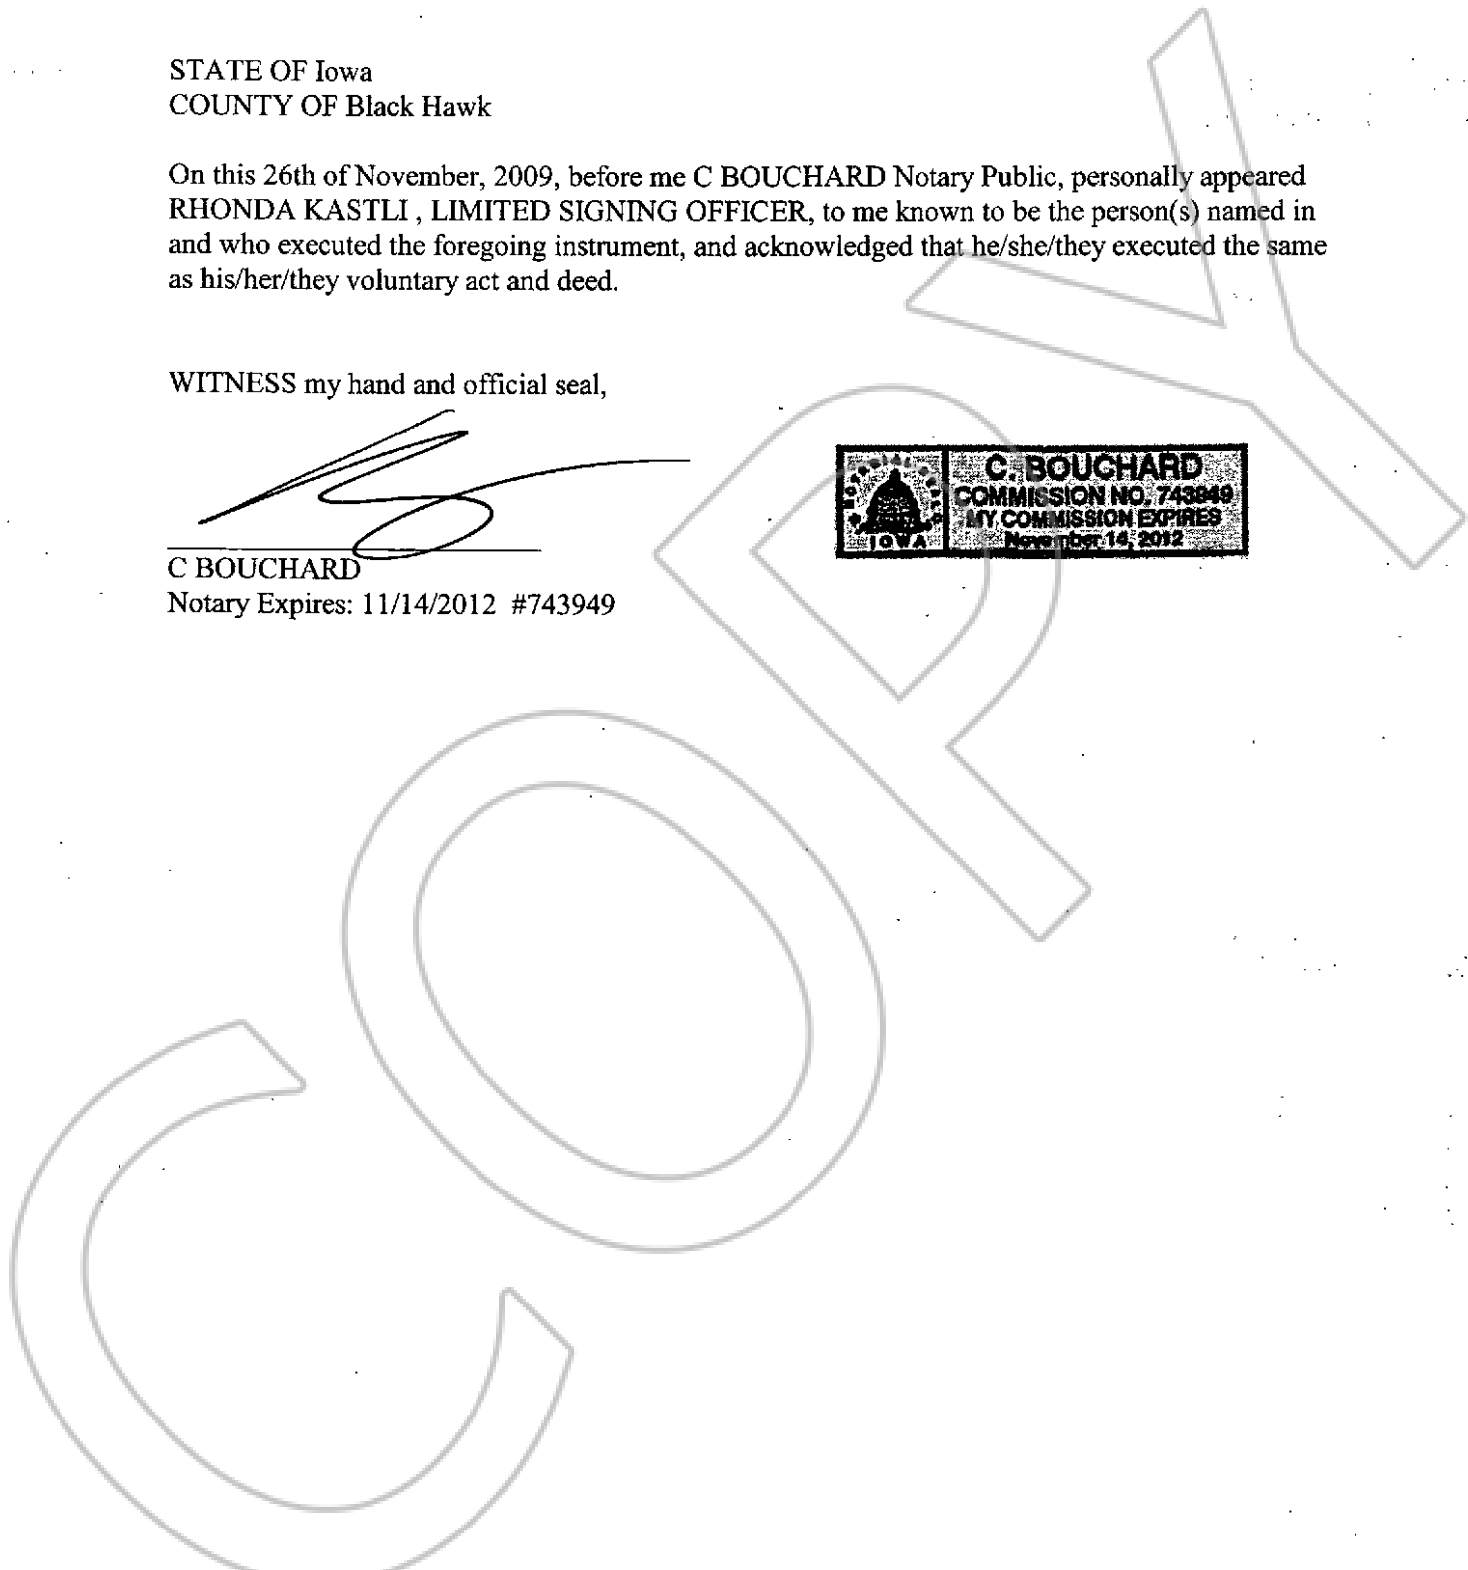 STATE OF Iowa
COUNTY OF Black Hawk
On this 26th of November, 2009, before me C BOUCHARD Notary Public, personally appeared
RHONDA KASTLI , LIMITED SIGNING OFFICER, to me known to be the person(s) named in
and who executed the foregoing instrument, and acknowledged that he/she/they executed the same
as his/her/they voluntary act and deed.
WITNESS my hand and official seal,
C. BOUCHARD
COMMISSION NO. 743949
MY COMMISSION EXPIRES
November 14, 2012
IOWA
C BOUCHARD
Notary Expires: 11/14/2012 #743949
COPY